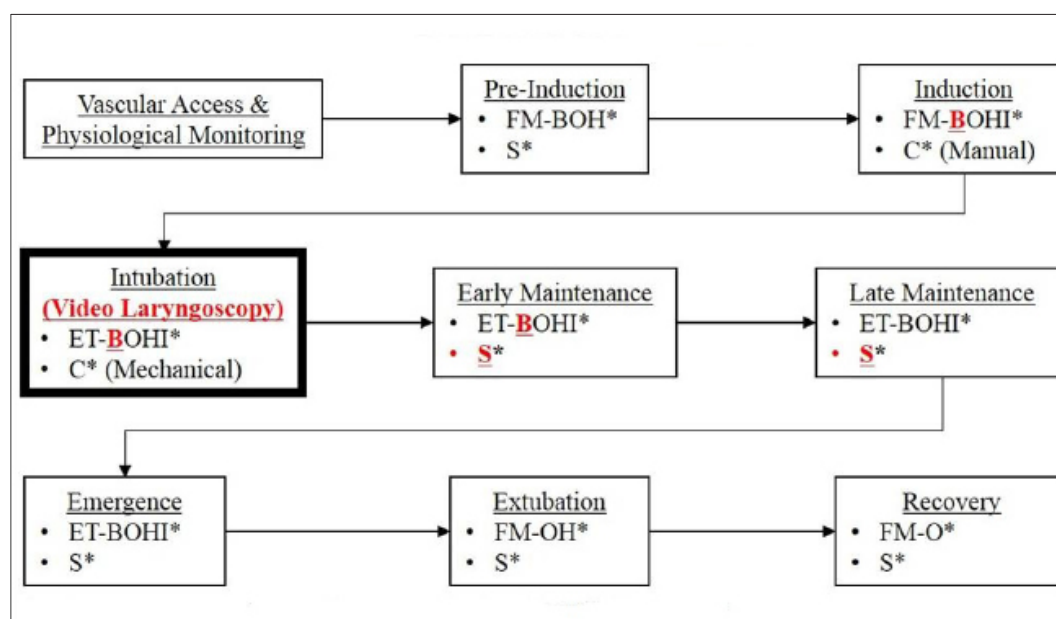 Vascular Access &
Physiological Monitoring
Pre-Induction
• FM-BOH*
• S*
Induction
• FM-BOHI*
• C* (Manual)
Intubation
(Video Laryngoscopy)
• ET-BOHI*
• C* (Mechanical)
Early Maintenance
• ET-BOHI*
• S*
Late Maintenance
• ET-BOHI*
• S*
Emergence
• ET-BOHI*
• S*
Extubation
• FM-OH*
• S*
Recovery
• FM-O*
• S*